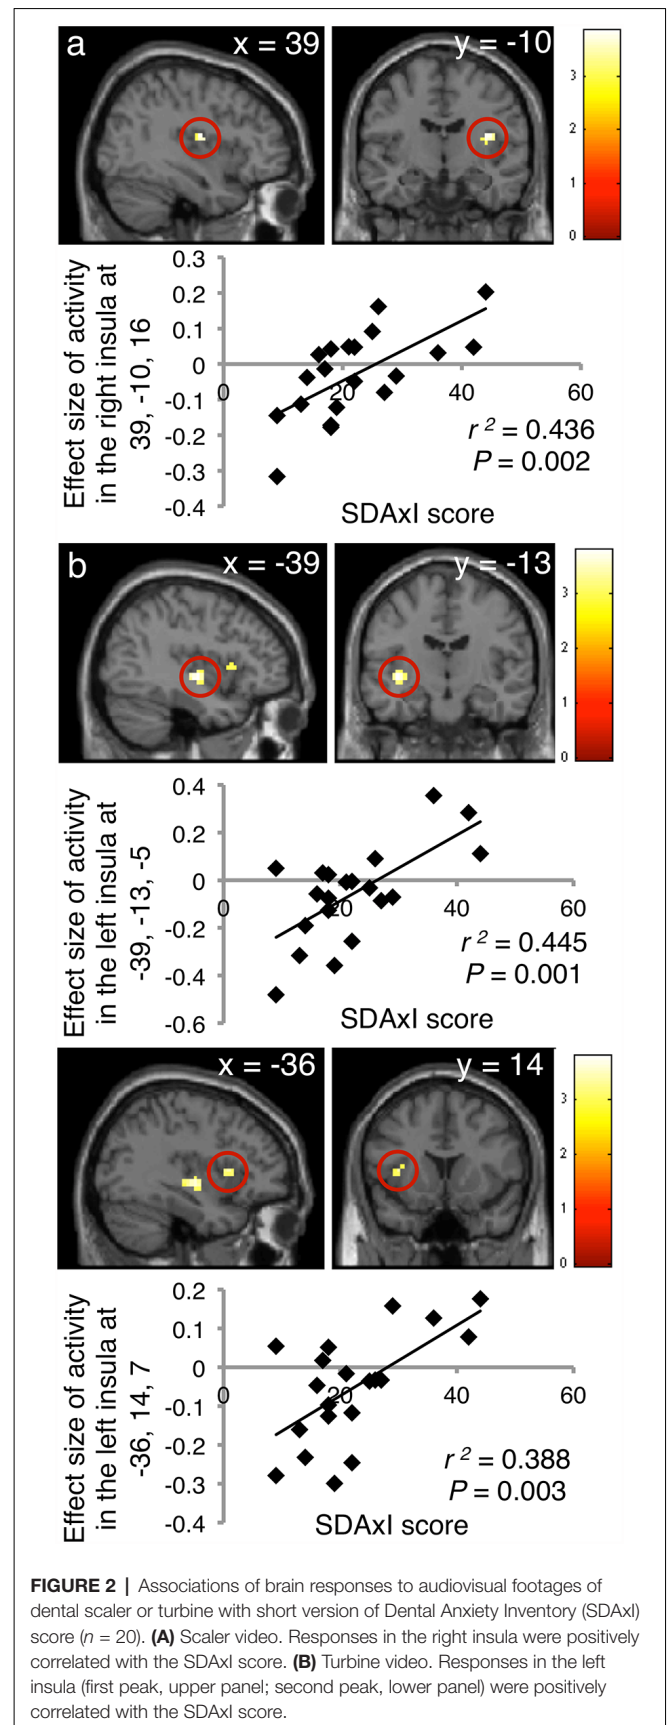 a
x = 39
y = -10
3
2
1
0
Effect size of activity
in the right insula at
39, -10, 16
0.3
0.2
0.1
0
-0.1
-0.2
-0.3
-0.4
0
20
40
60
r² = 0.436
P = 0.002
SDAxI score
b
x = -39
y = -13
3
2
1
0
Effect size of activity
in the left insula at
-39, -13, -5
0.4
0.2
0
-0.2
-0.4
-0.6
0
20
40
60
r² = 0.445
P = 0.001
SDAxI score
x = -36
y = 14
3
2
1
0
Effect size of activity
in the left insula at
-36, 14, 7
0.2
0.1
0
-0.1
-0.2
-0.3
-0.4
0
20
40
60
r² = 0.388
P = 0.003
SDAxI score
FIGURE 2 | Associations of brain responses to audiovisual footages of
dental scaler or turbine with short version of Dental Anxiety Inventory (SDAxI)
score (n = 20). (A) Scaler video. Responses in the right insula were positively
correlated with the SDAxI score. (B) Turbine video. Responses in the left
insula (first peak, upper panel; second peak, lower panel) were positively
correlated with the SDAxI score.